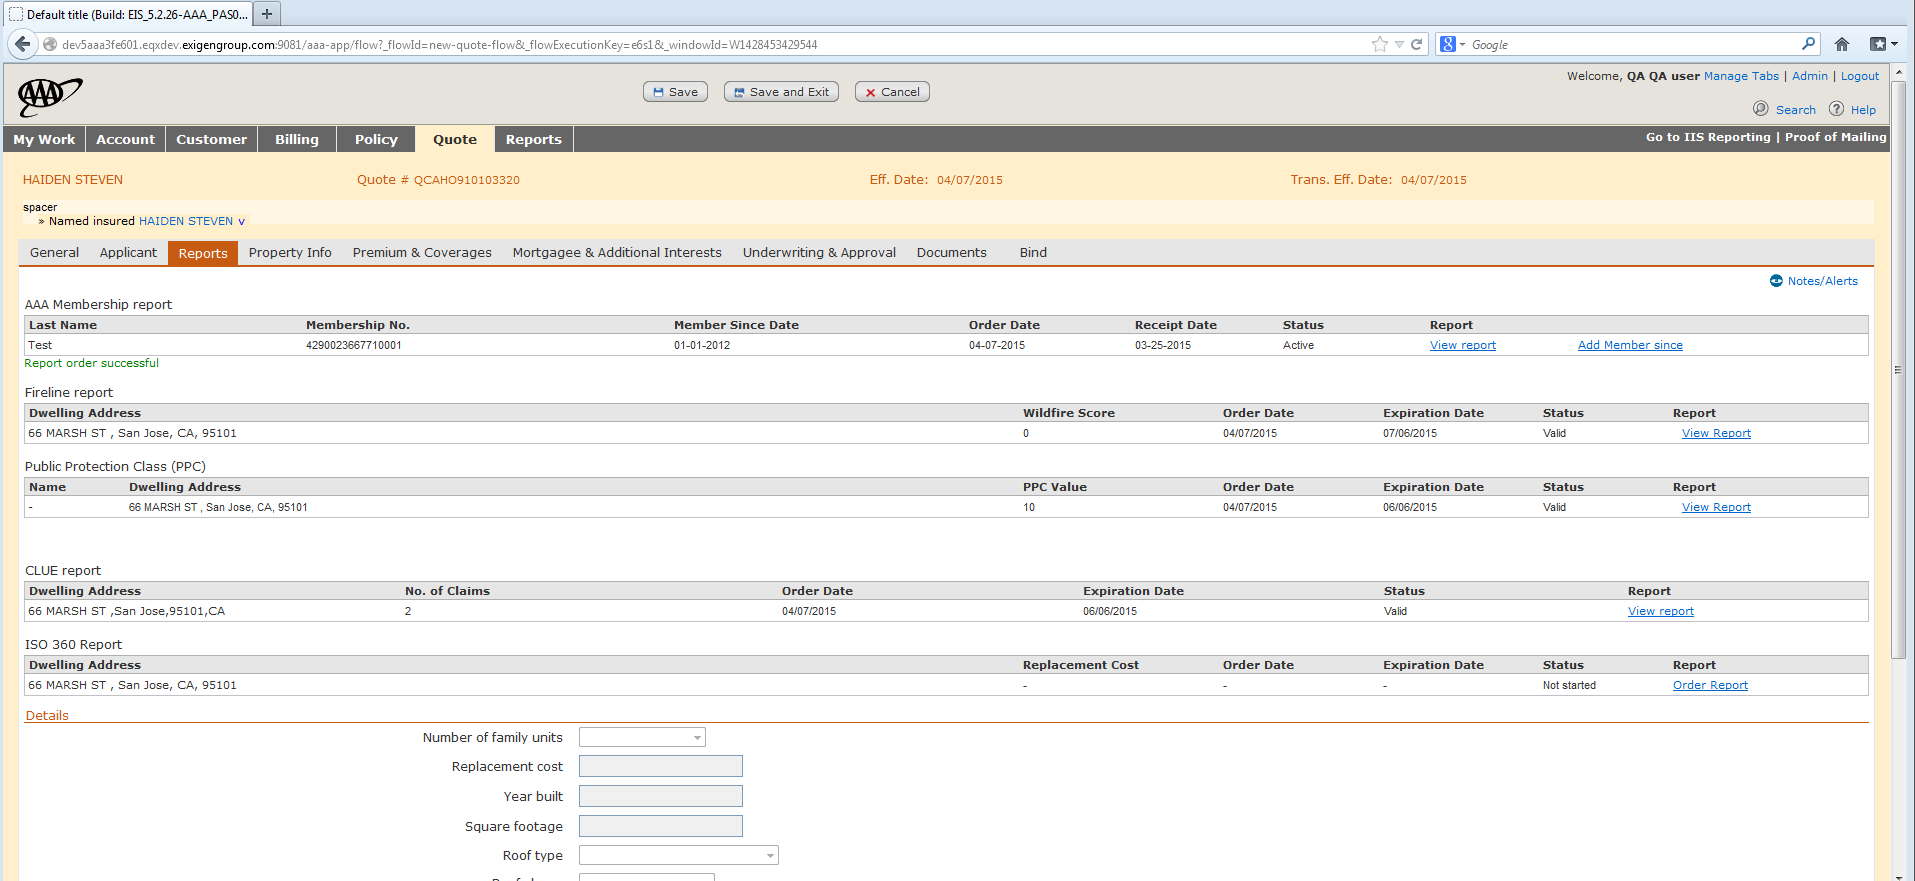 Default title (Build: EIS_5.2.26-AAA_PAS0...
dev5aaa3fe601.eqxdev.exigengroup.com:9081/aaa-app/flow?_flowId=new-quote-flow&_flowExecutionKey=e6s1&_windowId=W1428453429544
Google
Welcome, QA QA user Manage Tabs | Admin | Logout
AAA
Save Save and Exit Cancel
Search Help
My Work Account Customer Billing Policy Quote Reports Go to IIS Reporting | Proof of Mailing
HAIDEN STEVEN Quote # QCAHO910103320 Eff. Date: 04/07/2015 Trans. Eff. Date: 04/07/2015
spacer
» Named insured HAIDEN STEVEN v
General Applicant Reports Property Info Premium & Coverages Mortgagee & Additional Interests Underwriting & Approval Documents Bind
Notes/Alerts
AAA Membership report
Last Name Membership No. Member Since Date Order Date Receipt Date Status Report
Test 4290023667710001 01-01-2012 04-07-2015 03-25-2015 Active View report Add Member since
Report order successful
Fireline report
Dwelling Address Wildfire Score Order Date Expiration Date Status Report
66 MARSH ST , San Jose, CA, 95101 0 04/07/2015 07/06/2015 Valid View Report
Public Protection Class (PPC)
Name Dwelling Address PPC Value Order Date Expiration Date Status Report
- 66 MARSH ST , San Jose, CA, 95101 10 04/07/2015 06/06/2015 Valid View Report
CLUE report
Dwelling Address No. of Claims Order Date Expiration Date Status Report
66 MARSH ST ,San Jose,95101,CA 2 04/07/2015 06/06/2015 Valid View report
ISO 360 Report
Dwelling Address Replacement Cost Order Date Expiration Date Status Report
66 MARSH ST , San Jose, CA, 95101 - - - Not started Order Report
Details
Number of family units
Replacement cost
Year built
Square footage
Roof type